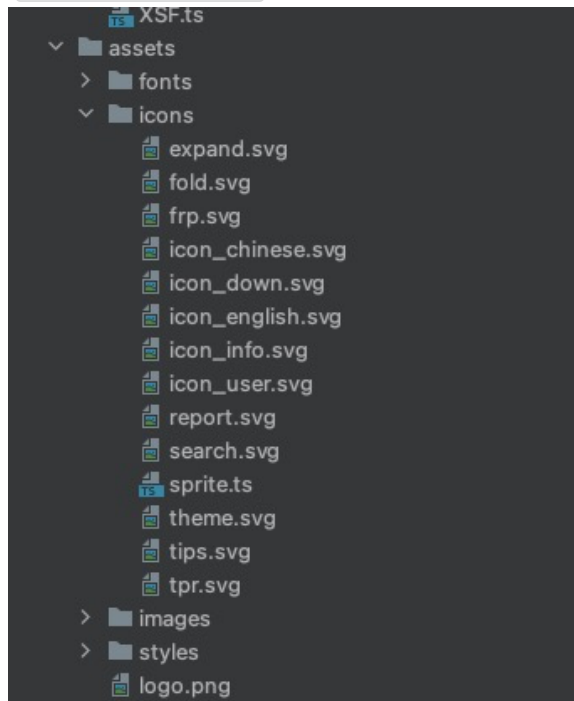 XSF.ts
assets
fonts
icons
expand.svg
fold.svg
frp.svg
icon_chinese.svg
icon_down.svg
icon_english.svg
icon_info.svg
icon_user.svg
report.svg
search.svg
TS sprite.ts
theme.svg
tips.svg
tpr.svg
images
styles
logo.png